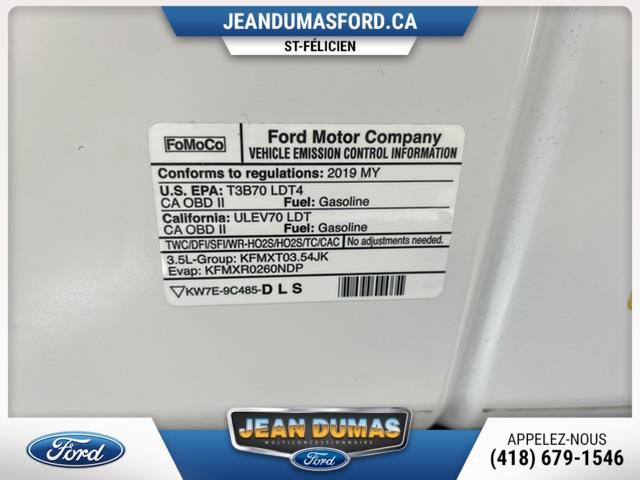 JEANDUMASFORD.CA
ST-FÉLICIEN
FoMoCo
Ford Motor Company
VEHICLE EMISSION CONTROL INFORMATION
Conforms to regulations: 2019 MY
U.S. EPA: T3B70 LDT4
CA OBD II Fuel: Gasoline
California: ULEV70 LDT
CA OBD II Fuel: Gasoline
TWC/DFI/SFI/WR-HO2S/HO2S/TC/CAC No adjustments needed.
3.5L-Group: KFMXT03.54JK
Evap: KFMXR0260NDP
KW7E-9C485-DLS
Ford
JEAN DUMAS
MULTICONCESSIONNAIRE
Ford
APPELEZ-NOUS
(418) 679-1546